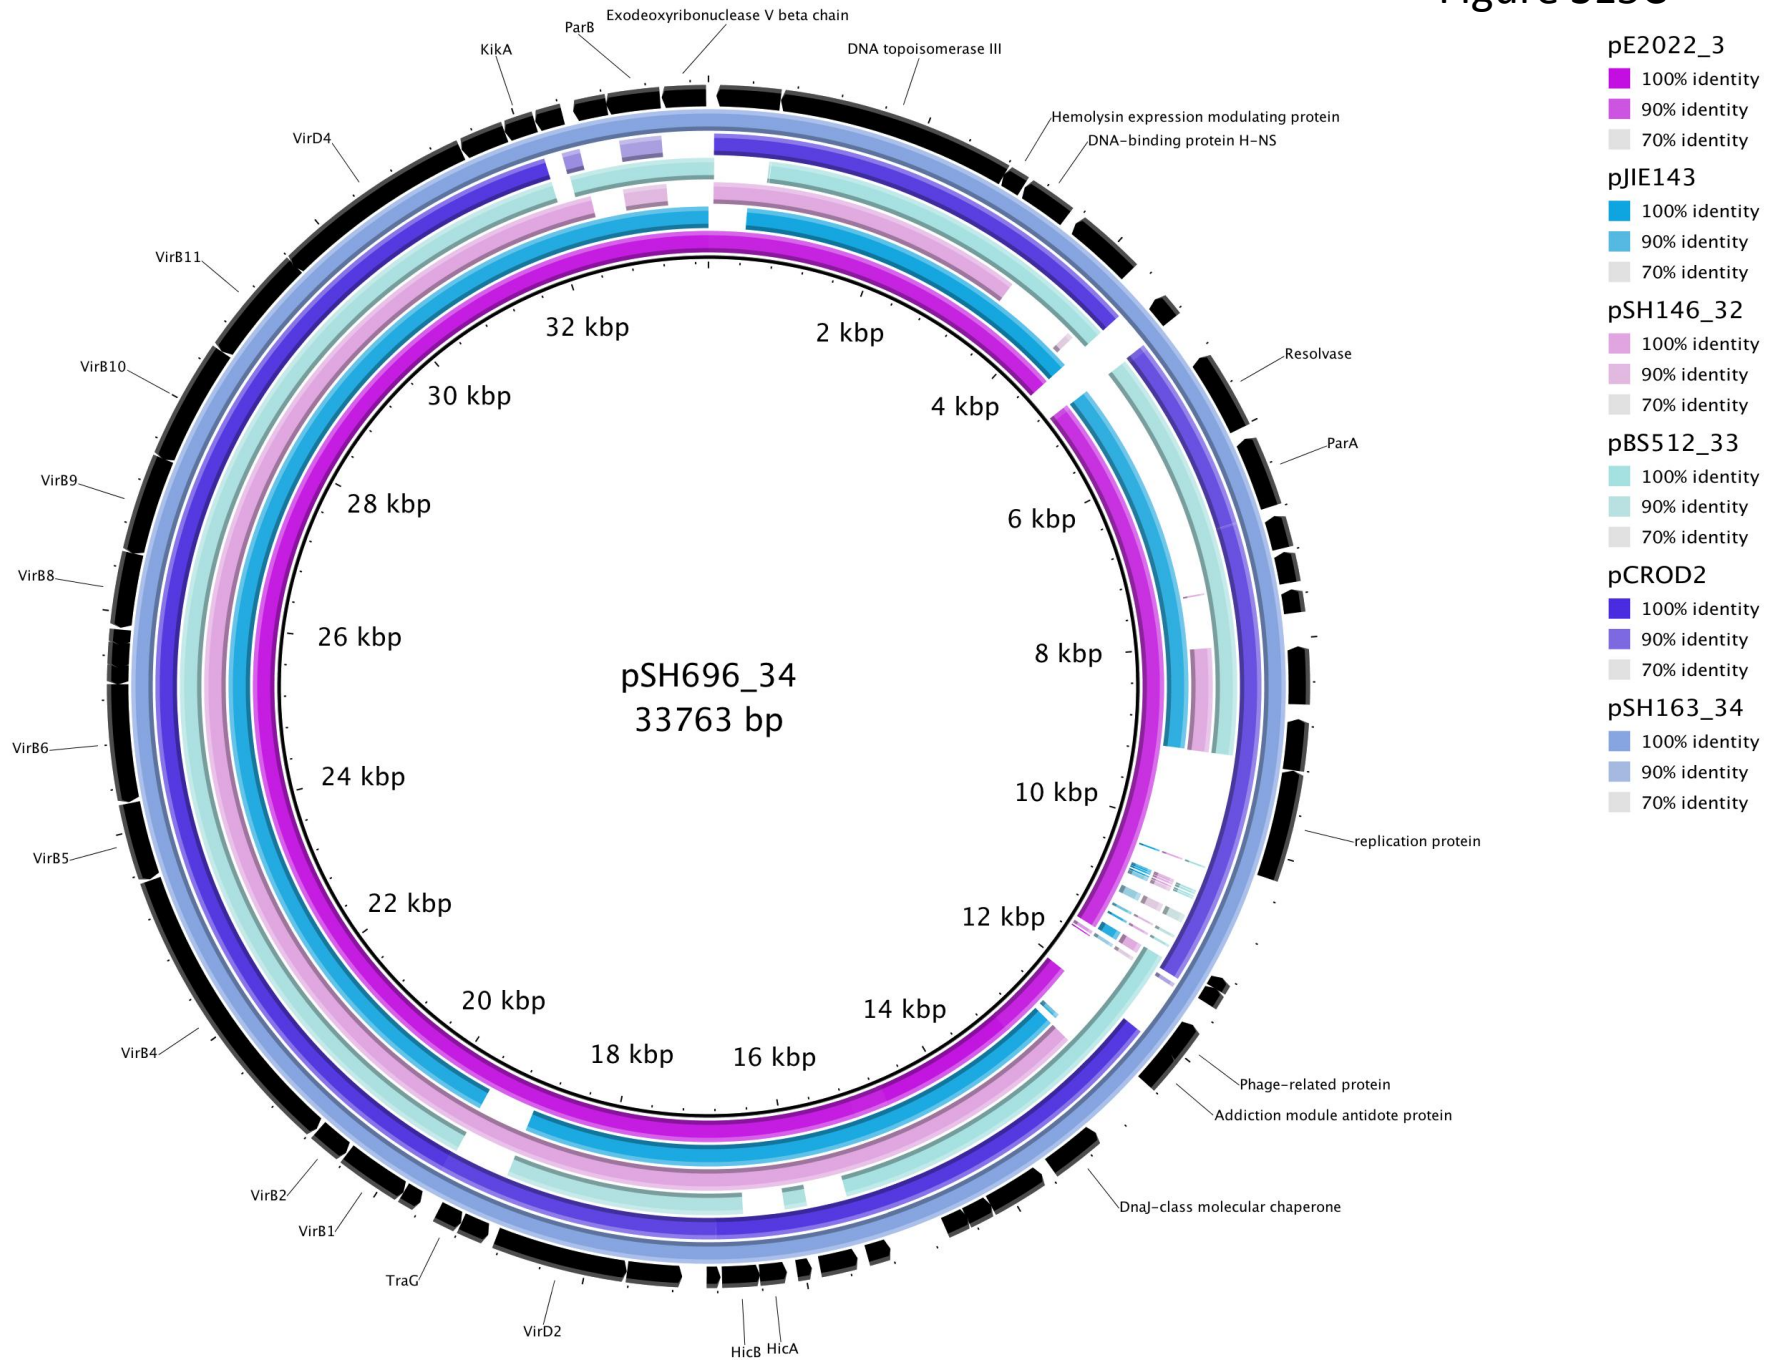 Exodeoxyribonuclease V beta chain
ParB
KikA
DNA topoisomerase III
Hemolysin expression modulating protein
DNA-binding protein H-NS
VirD4
VirB11
VirB10
VirB9
VirB8
VirB6
VirB5
VirB4
VirB2
VirB1
TraG
VirD2
HicB
HicA
DnaJ-class molecular chaperone
Addiction module antidote protein
Phage-related protein
replication protein
ParA
Resolvase
32 kbp
2 kbp
30 kbp
4 kbp
28 kbp
6 kbp
26 kbp
8 kbp
24 kbp
10 kbp
22 kbp
12 kbp
20 kbp
14 kbp
18 kbp
16 kbp
pSH696_34
33763 bp
pE2022_3
100% identity
90% identity
70% identity
pJIE143
100% identity
90% identity
70% identity
pSH146_32
100% identity
90% identity
70% identity
pBS512_33
100% identity
90% identity
70% identity
pCROD2
100% identity
90% identity
70% identity
pSH163_34
100% identity
90% identity
70% identity